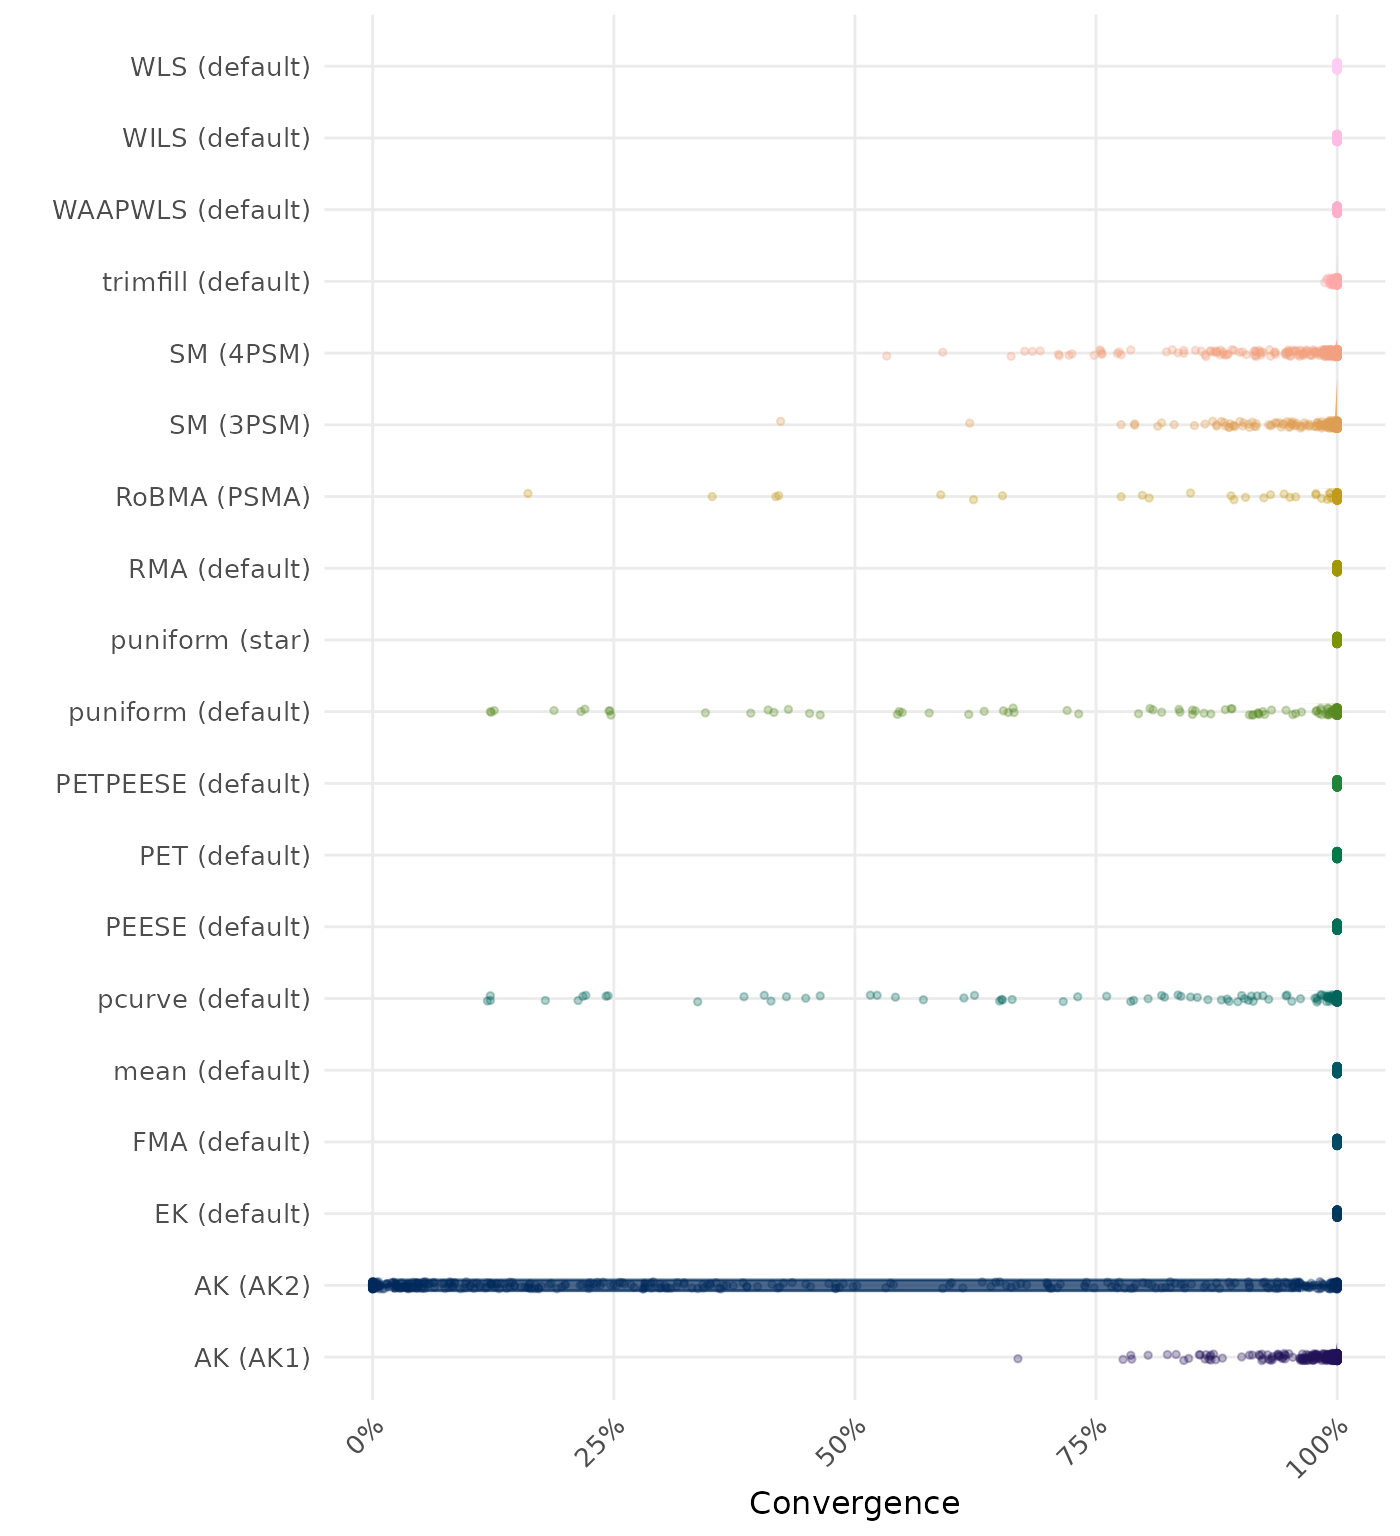 WLS (default)
WILS (default)
WAAPWLS (default)
trimfill (default)
SM (4PSM)
SM (3PSM)
RoBMA (PSMA)
RMA (default)
puniform (star)
puniform (default)
PETPEESE (default)
PET (default)
PEESE (default)
pcurve (default)
mean (default)
FMA (default)
EK (default)
AK (AK2)
AK (AK1)
0% 25% 50% 75% 100%
Convergence